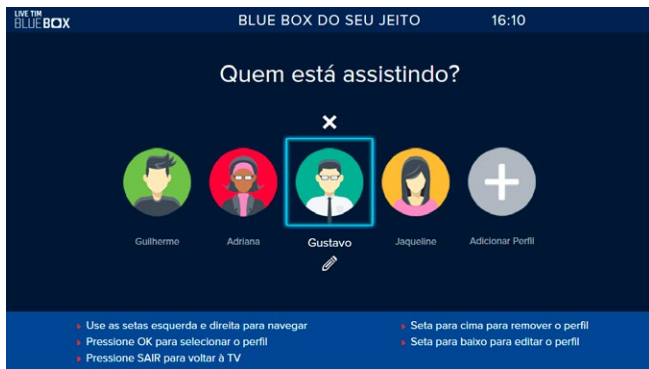 LIVE TIM
BLUE BOX
BLUE BOX DO SEU JEITO
16:10
Quem está assistindo?
Guilherme
Adriana
Gustavo
Jaqueline
Adicionar Perfil
Use as setas esquerda e direita para navegar
Pressione OK para selecionar o perfil
Pressione SAIR para voltar à TV
Seta para cima para remover o perfil
Seta para baixo para editar o perfil